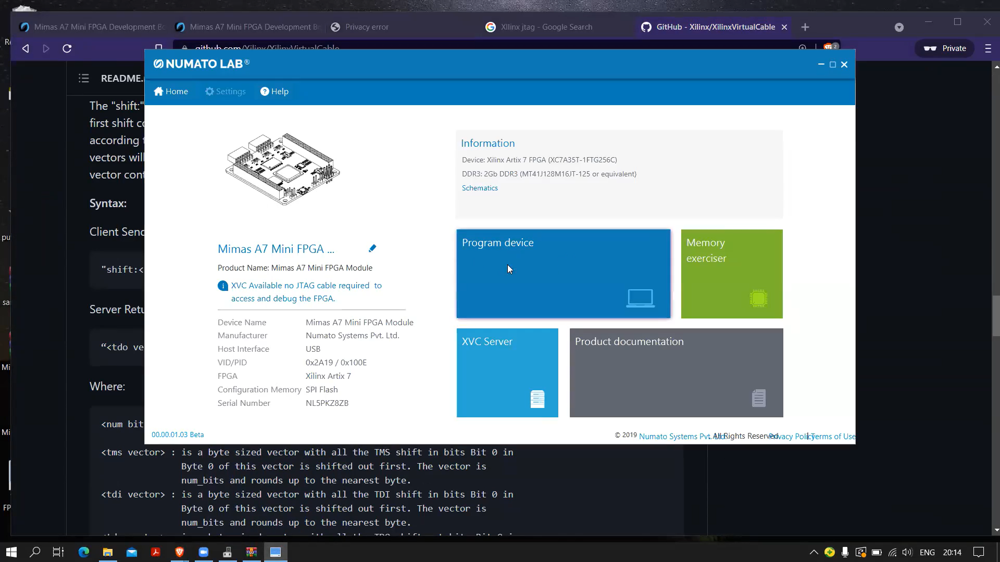 Mimas A7 Mini FPGA Development Bo
Mimas A7 Mini FPGA Development Bo
Privacy error
XIlinx jtag - Google Search
GitHub - Xilinx/XilinxVirtualCable
github.com/Xilinx/XilinxVirtualCable
2
Private
README.
The "shift:"
first shift co
according t
vectors will
vector cont
Syntax:
Client Send
"shift:<
Server Retu
“<tdo ve
Where:
<num bit
<tms vector> : is a byte sized vector with all the TMS shift in bits Bit 0 in
Byte 0 of this vector is shifted out first. The vector is
num_bits and rounds up to the nearest byte.
<tdi vector> : is a byte sized vector with all the TDI shift in bits Bit 0 in
Byte 0 of this vector is shifted out first. The vector is
num_bits and rounds up to the nearest byte.
NUMATO LAB®
Home
Settings
Help
Mimas A7 Mini FPGA ...
Product Name: Mimas A7 Mini FPGA Module
XVC Available no JTAG cable required to
access and debug the FPGA.
Device Name Mimas A7 Mini FPGA Module
Manufacturer Numato Systems Pvt. Ltd.
Host Interface USB
VID/PID 0x2A19 / 0x100E
FPGA Xilinx Artix 7
Configuration Memory SPI Flash
Serial Number NL5PKZ8ZB
Information
Device: Xilinx Artix 7 FPGA (XC7A35T-1FTG256C)
DDR3: 2Gb DDR3 (MT41J128M16JT-125 or equivalent)
Schematics
Program device
Memory
exerciser
XVC Server
Product documentation
00.00.01.03 Beta
© 2019 Numato Systems Pvt. Ltd. All Rights Reserved Privacy Policy | Terms of Use
ENG
20:14